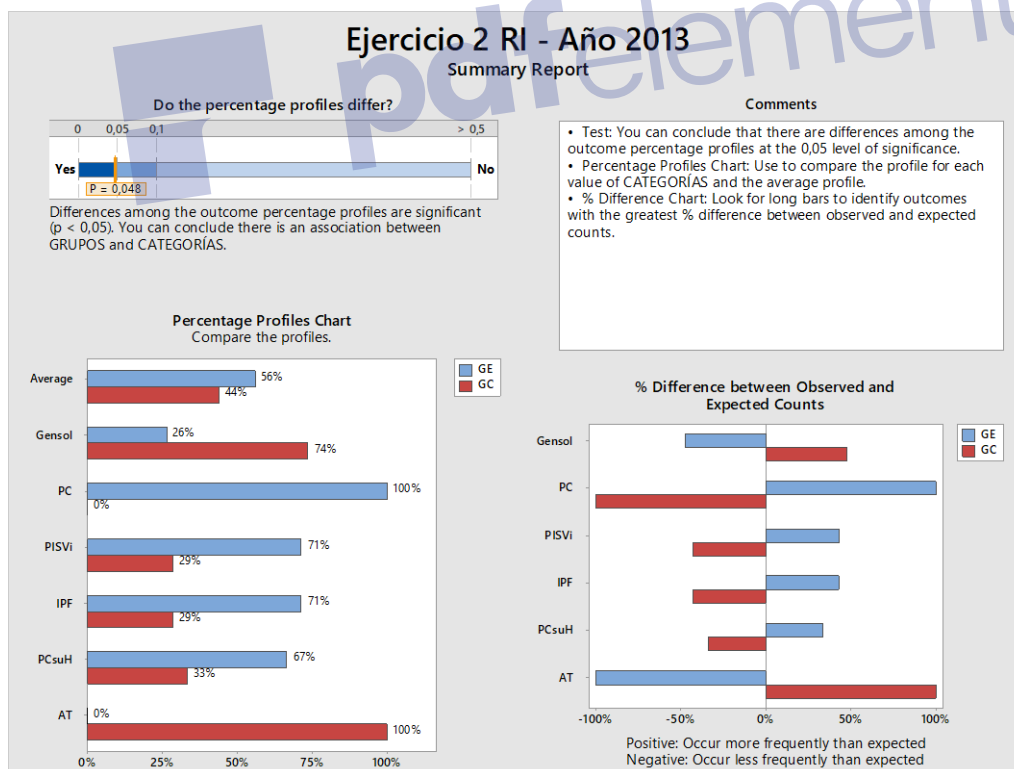 pdfelement
Ejercicio 2 RI - Año 2013
Summary Report
Do the percentage profiles differ?
0 0,05 0,1 > 0,5
Yes No
P = 0,048
Differences among the outcome percentage profiles are significant
(p < 0,05). You can conclude there is an association between
GRUPOS and CATEGORÍAS.
Comments
• Test: You can conclude that there are differences among the
outcome percentage profiles at the 0,05 level of significance.
• Percentage Profiles Chart: Use to compare the profile for each
value of CATEGORÍAS and the average profile.
• % Difference Chart: Look for long bars to identify outcomes
with the greatest % difference between observed and expected
counts.
Percentage Profiles Chart
Compare the profiles.
GE
GC
Average 56%
44%
Gensol 26%
74%
PC 100%
0%
PISVi 71%
29%
IPF 71%
29%
PCsuH 67%
33%
AT 0%
100%
0% 25% 50% 75% 100%
% Difference between Observed and
Expected Counts
GE
GC
Gensol
PC
PISVi
IPF
PCsuH
AT
-100% -50% 0% 50% 100%
Positive: Occur more frequently than expected
Negative: Occur less frequently than expected